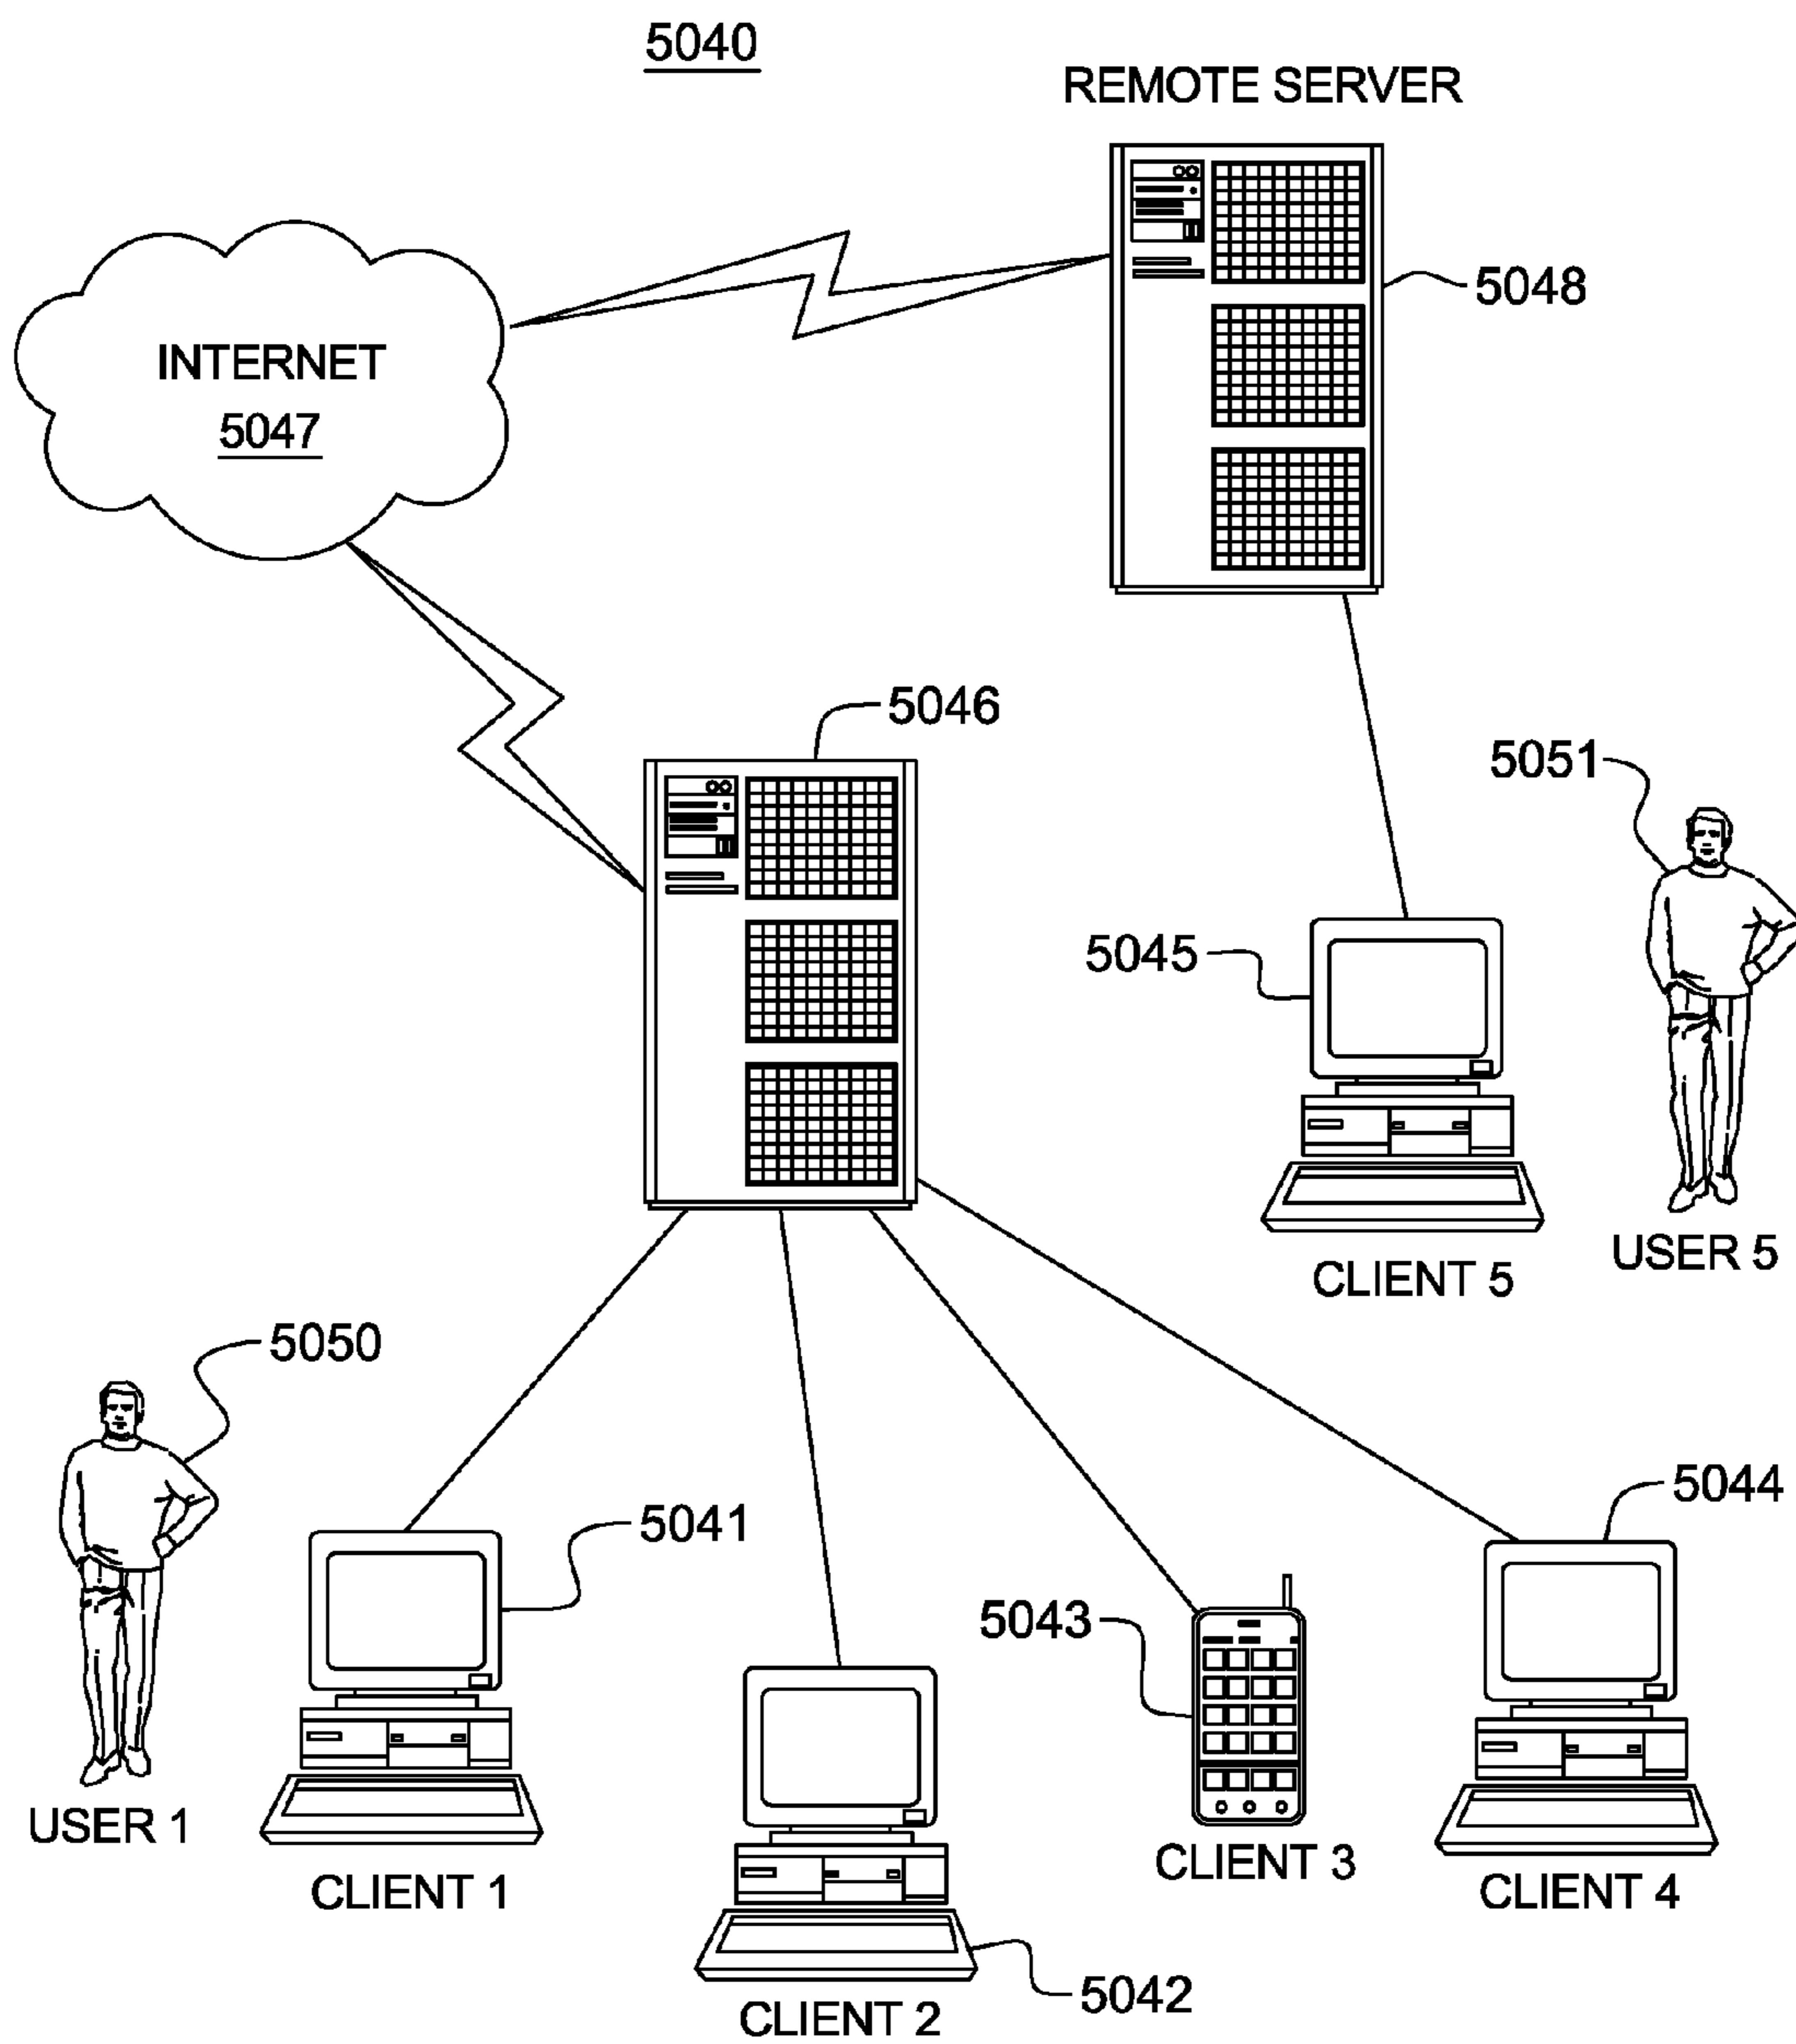 5040
REMOTE SERVER
5048
INTERNET
5047
5046
5051
5045
USER 5
CLIENT 5
5050
5041
5044
5043
USER 1
CLIENT 3
CLIENT 1
CLIENT 4
5042
CLIENT 2